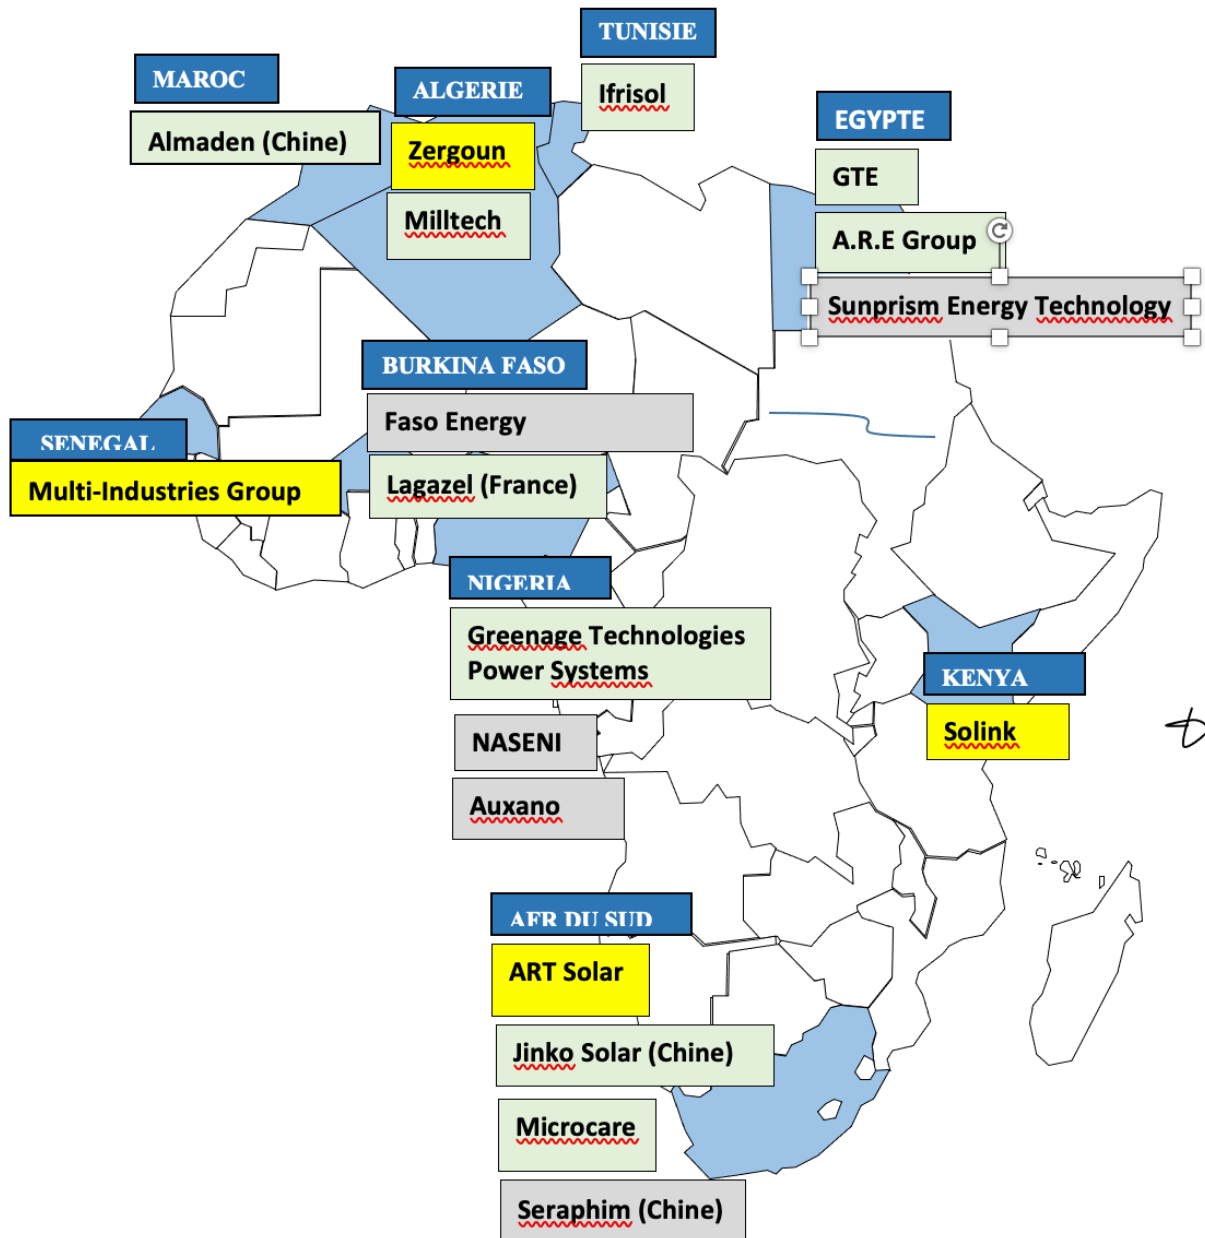 TUNISIE
Ifrisol
MAROC
Almaden (Chine)
ALGERIE
Zergoun
Milltech
EGYPTE
GTE
A.R.E Group
Sunprism Energy Technology
BURKINA FASO
Faso Energy
Lagazel (France)
SENEGAL
Multi-Industries Group
NIGERIA
Greenage Technologies
Power Systems
NASENI
Auxano
KENYA
Solink
AFR DU SUD
ART Solar
Jinko Solar (Chine)
Microcare
Seraphim (Chine)